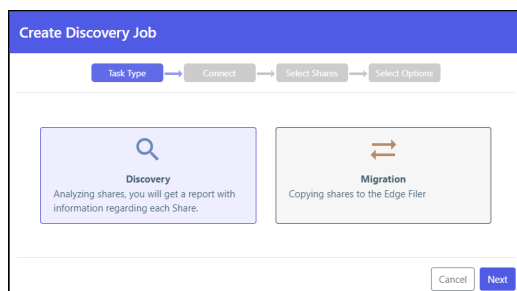 Create Discovery Job
Task Type
Connect
Select Shares
Select Options
Discovery
Analyzing shares, you will get a report with
information regarding each Share.
Migration
Copying shares to the Edge Filer
Cancel
Next